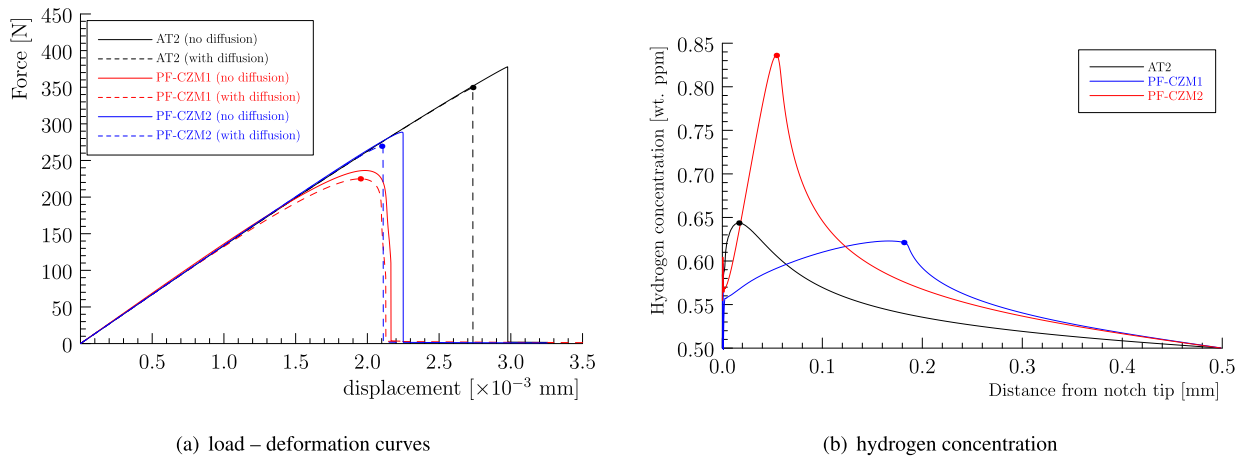 Force [N]
450
400
350
300
250
200
150
100
50
0
AT2 (no diffusion)
AT2 (with diffusion)
PF-CZM1 (no diffusion)
PF-CZM1 (with diffusion)
PF-CZM2 (no diffusion)
PF-CZM2 (with diffusion)
0.5 1.0 1.5 2.0 2.5 3.0 3.5
displacement [×10⁻³ mm]
(a) load – deformation curves
Hydrogen concentration [wt. ppm]
0.85
0.80
0.75
0.70
0.65
0.60
0.55
0.50
AT2
PF-CZM1
PF-CZM2
0.0 0.1 0.2 0.3 0.4 0.5
Distance from notch tip [mm]
(b) hydrogen concentration